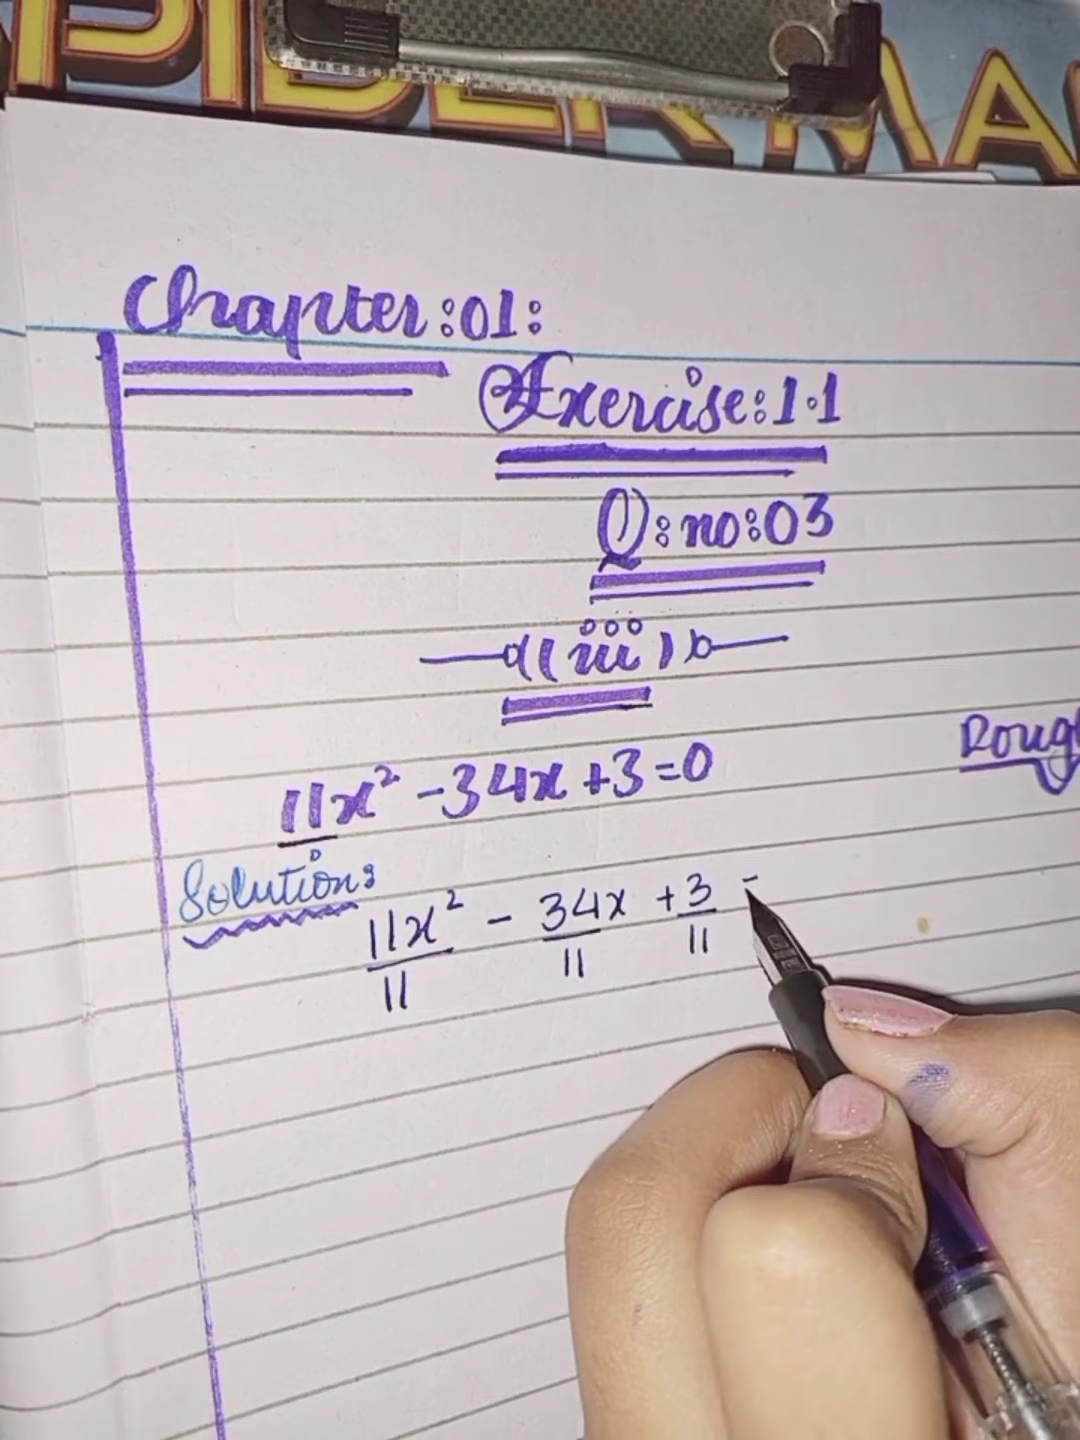 Chapter:01:
Exercise:1.1
Q:no:03
(iii)
11x² -34x +3=0
Solution:
11x² - 34x + 3 -
11 11 11